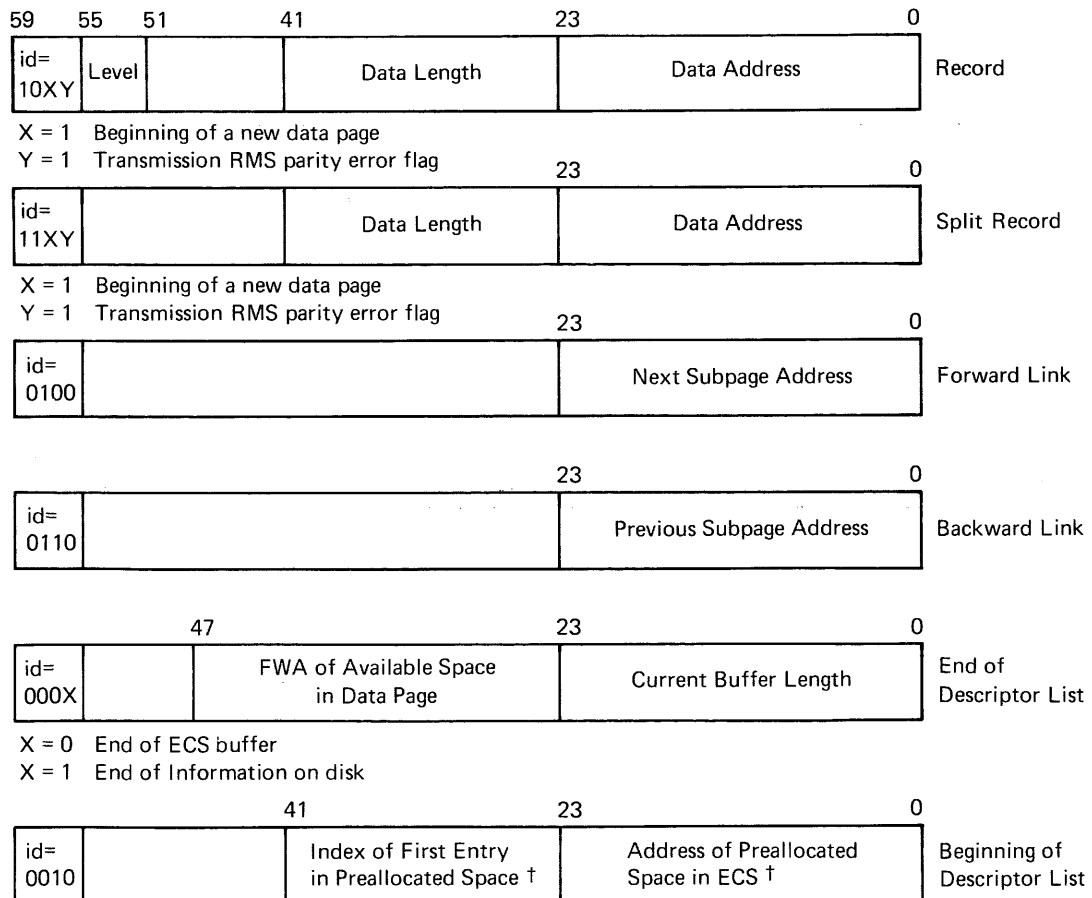 59 55 51 41 23 0
id= 10XY Level Data Length Data Address Record
X = 1 Beginning of a new data page
Y = 1 Transmission RMS parity error flag
23 0
id= 11XY Data Length Data Address Split Record
X = 1 Beginning of a new data page
Y = 1 Transmission RMS parity error flag
23 0
id= 0100 Next Subpage Address Forward Link
23 0
id= 0110 Previous Subpage Address Backward Link
47 23 0
id= FWA of Available Space Current Buffer Length End of
000X in Data Page Descriptor List
X = 0 End of ECS buffer
X = 1 End of Information on disk
41 23 0
id= Index of First Entry Address of Preallocated Beginning of
0010 in Preallocated Space † Space in ECS † Descriptor List